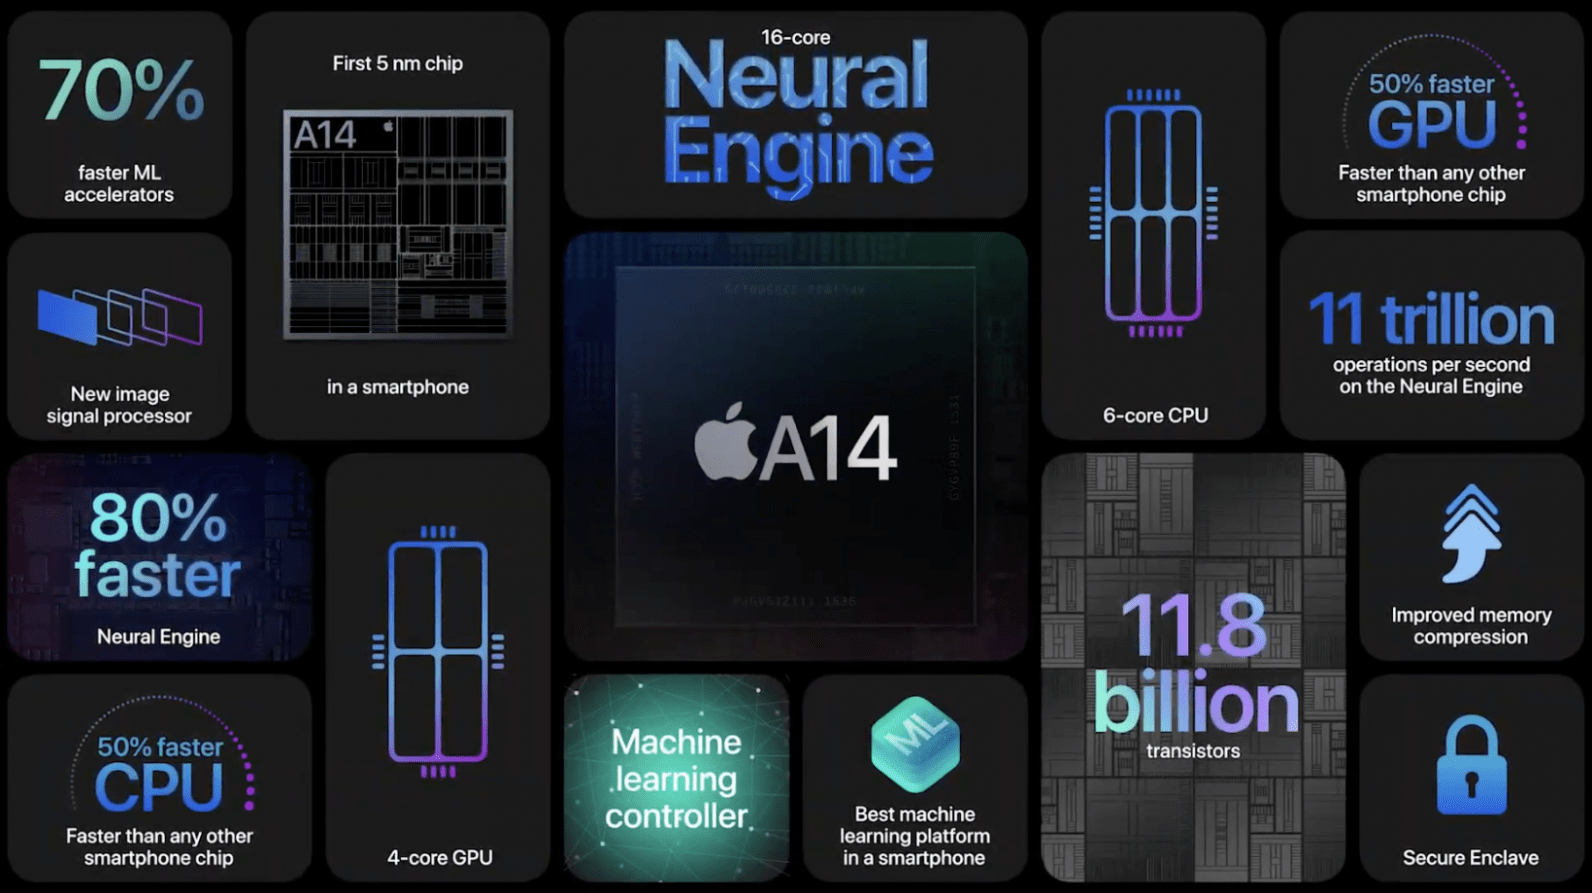 70%
faster ML
accelerators
First 5 nm chip
A14
in a smartphone
16-core
Neural
Engine
6-core CPU
50% faster
GPU
Faster than any other
smartphone chip
New image
signal processor
A14
11 trillion
operations per second
on the Neural Engine
80%
faster
Neural Engine
4-core GPU
11.8
billion
transistors
Improved memory
compression
50% faster
CPU
Faster than any other
smartphone chip
Machine
learning
controller
ML
Best machine
learning platform
in a smartphone
Secure Enclave